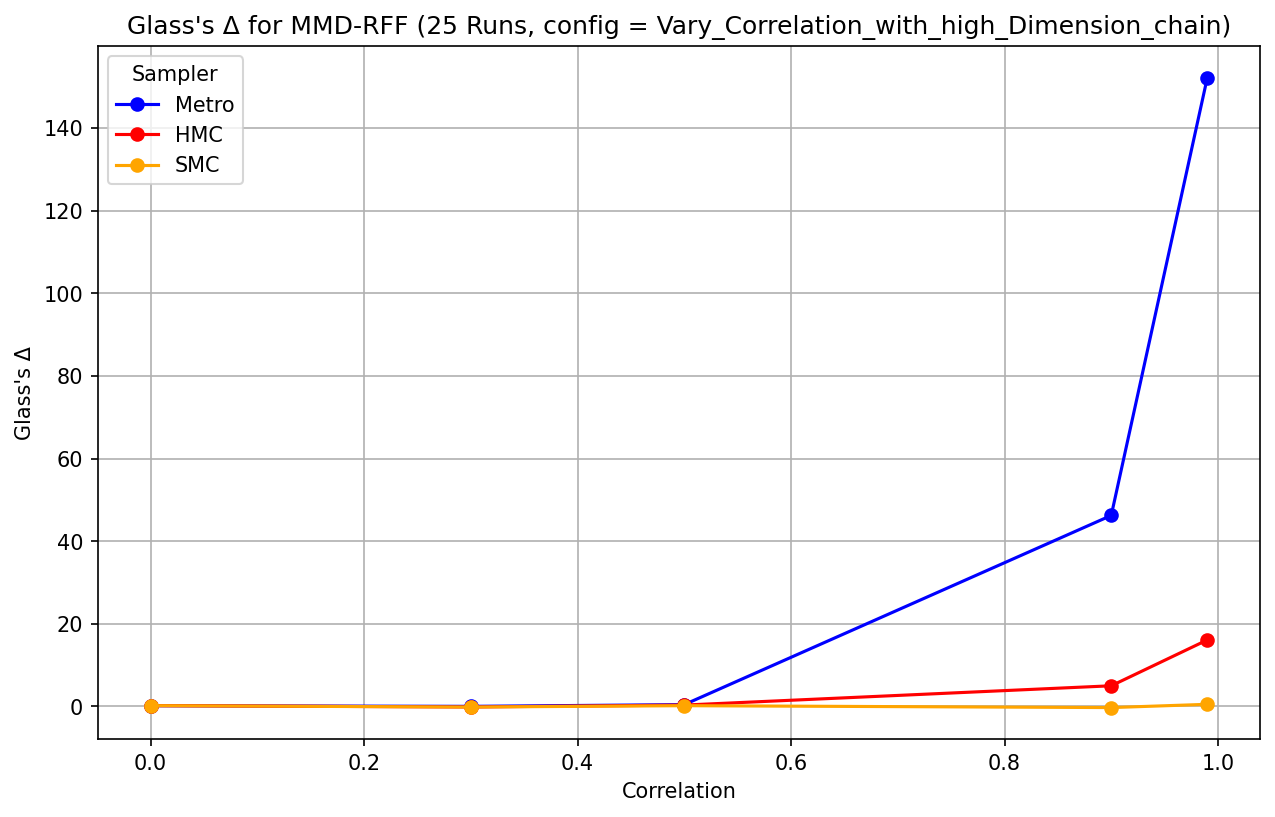 Glass's Δ for MMD-RFF (25 Runs, config = Vary_Correlation_with_high_Dimension_chain)
Sampler
Metro
HMC
SMC
140
120
100
80
60
40
20
0
Glass's Δ
0.0 0.2 0.4 0.6 0.8 1.0
Correlation